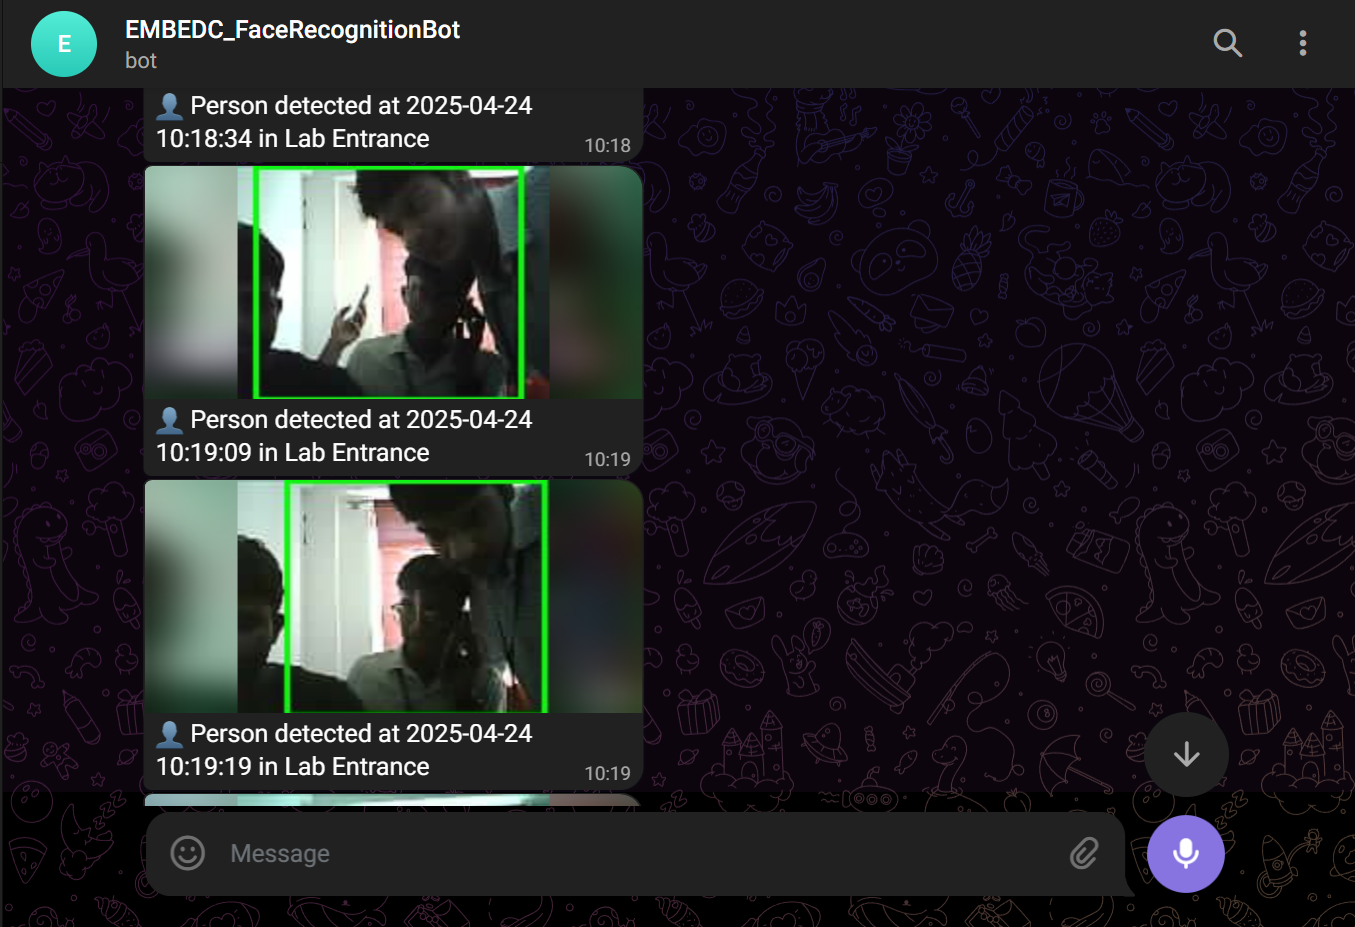 E
EMBEDC_FaceRecognitionBot
bot
Person detected at 2025-04-24
10:18:34 in Lab Entrance
10:18
Person detected at 2025-04-24
10:19:09 in Lab Entrance
10:19
Person detected at 2025-04-24
10:19:19 in Lab Entrance
10:19
Message